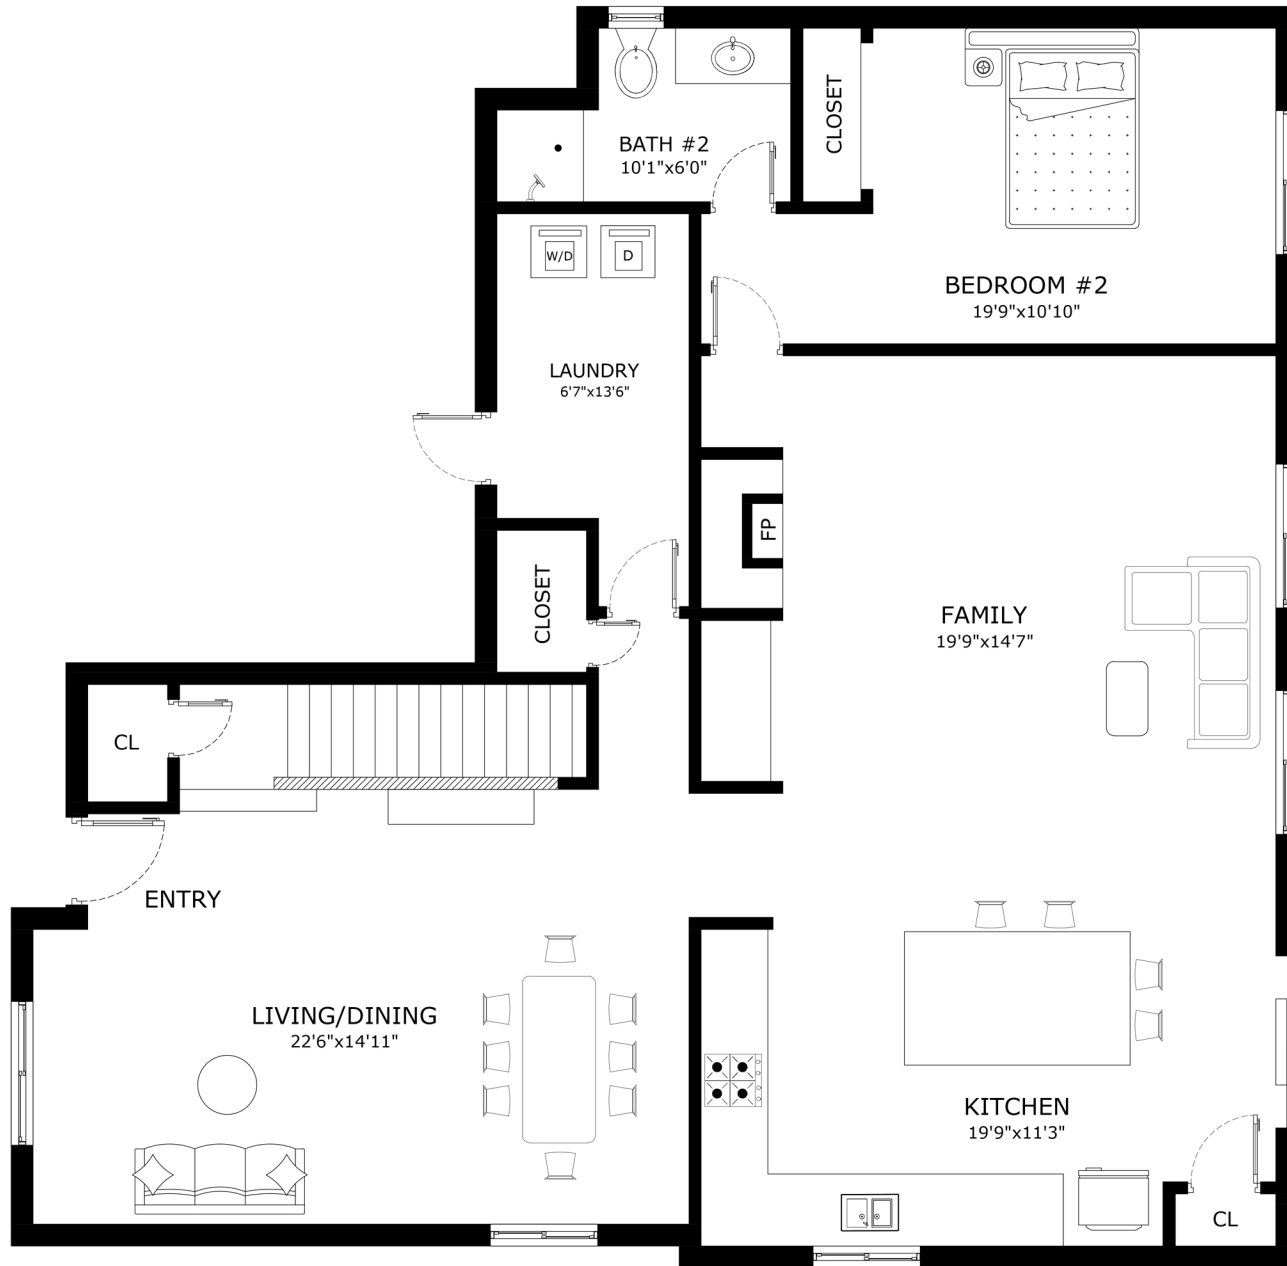 BATH #2
10'1"x6'0"
CLOSET
BEDROOM #2
19'9"x10'10"
W/D
D
LAUNDRY
6'7"x13'6"
FP
CLOSET
FAMILY
19'9"x14'7"
CL
ENTRY
LIVING/DINING
22'6"x14'11"
KITCHEN
19'9"x11'3"
CL